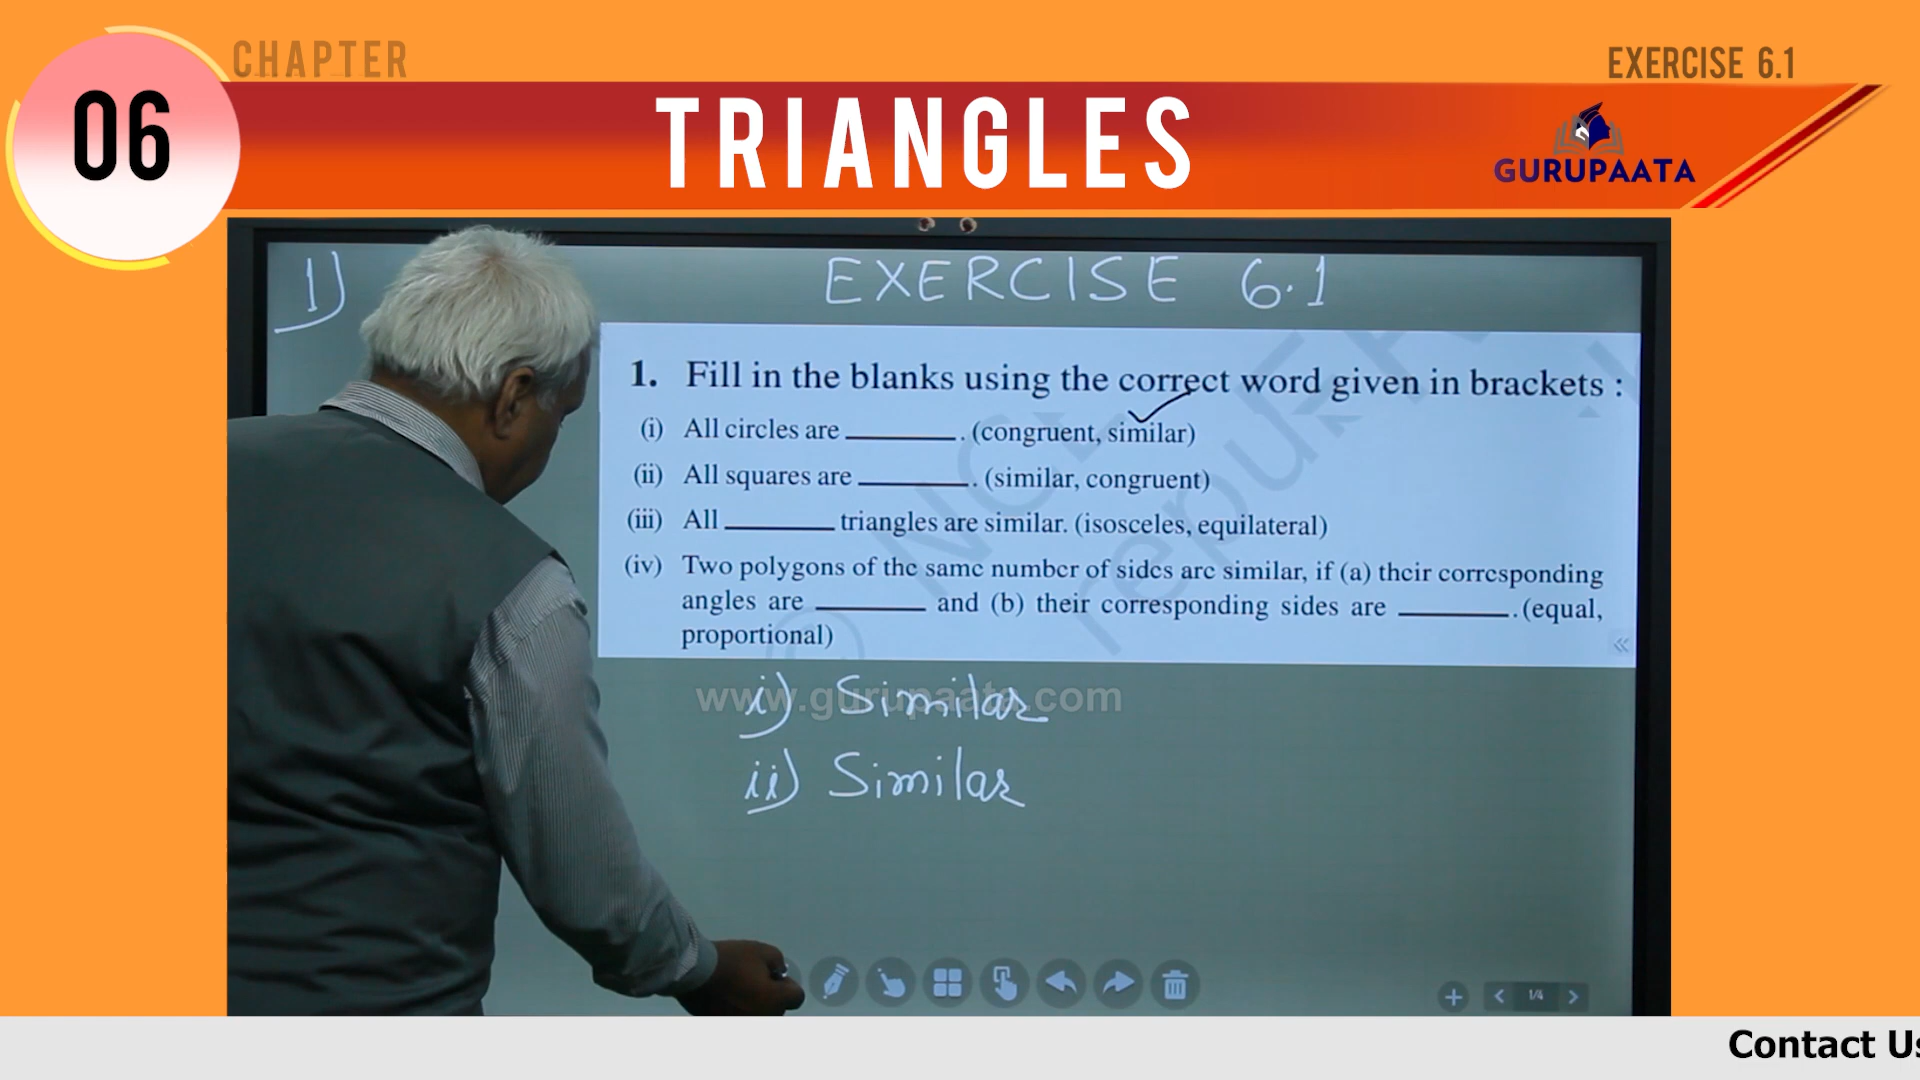 CHAPTER
EXERCISE 6.1
06
TRIANGLES
GURUPAATA
1)
EXERCISE 6.1
1. Fill in the blanks using the correct word given in brackets :
(i) All circles are ________. (congruent, similar)
(ii) All squares are ________. (similar, congruent)
(iii) All ________ triangles are similar. (isosceles, equilateral)
(iv) Two polygons of the same number of sides are similar, if (a) their corresponding
angles are ________ and (b) their corresponding sides are ________. (equal,
proportional)
www.gurupaata.com
i) Similar
ii) Similar
1/4
Contact Us